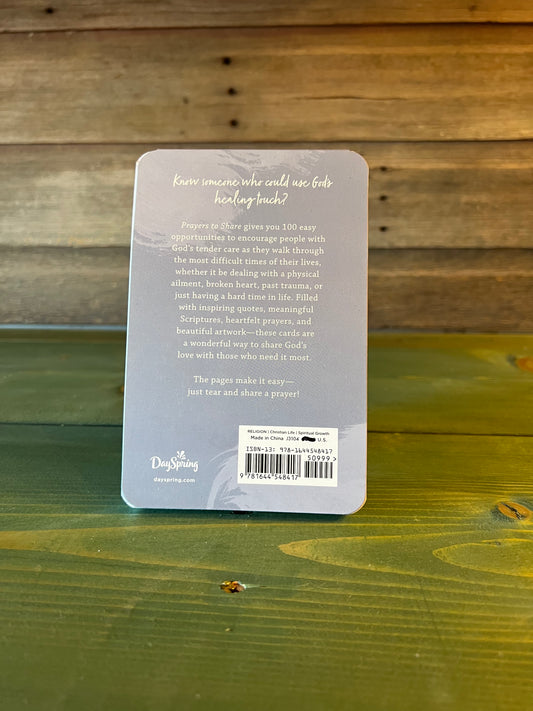 Know someone who could use God's
healing touch?
Prayers to Share gives you 100 easy
opportunities to encourage people with
God's tender care as they walk through
the most difficult times of their lives,
whether it be dealing with a physical
ailment, broken heart, past trauma, or
just having a hard time in life. Filled
with inspiring quotes, meaningful
Scriptures, heartfelt prayers, and
beautiful artwork—these cards are
a wonderful way to share God's
love with those who need it most.
The pages make it easy—
just tear and share a prayer!
DaySpring
dayspring.com
RELIGION | Christian Life | Spiritual Growth
Made in China J3104 U.S.
ISBN-13: 978-1644548417
50999>
9 781644 548417